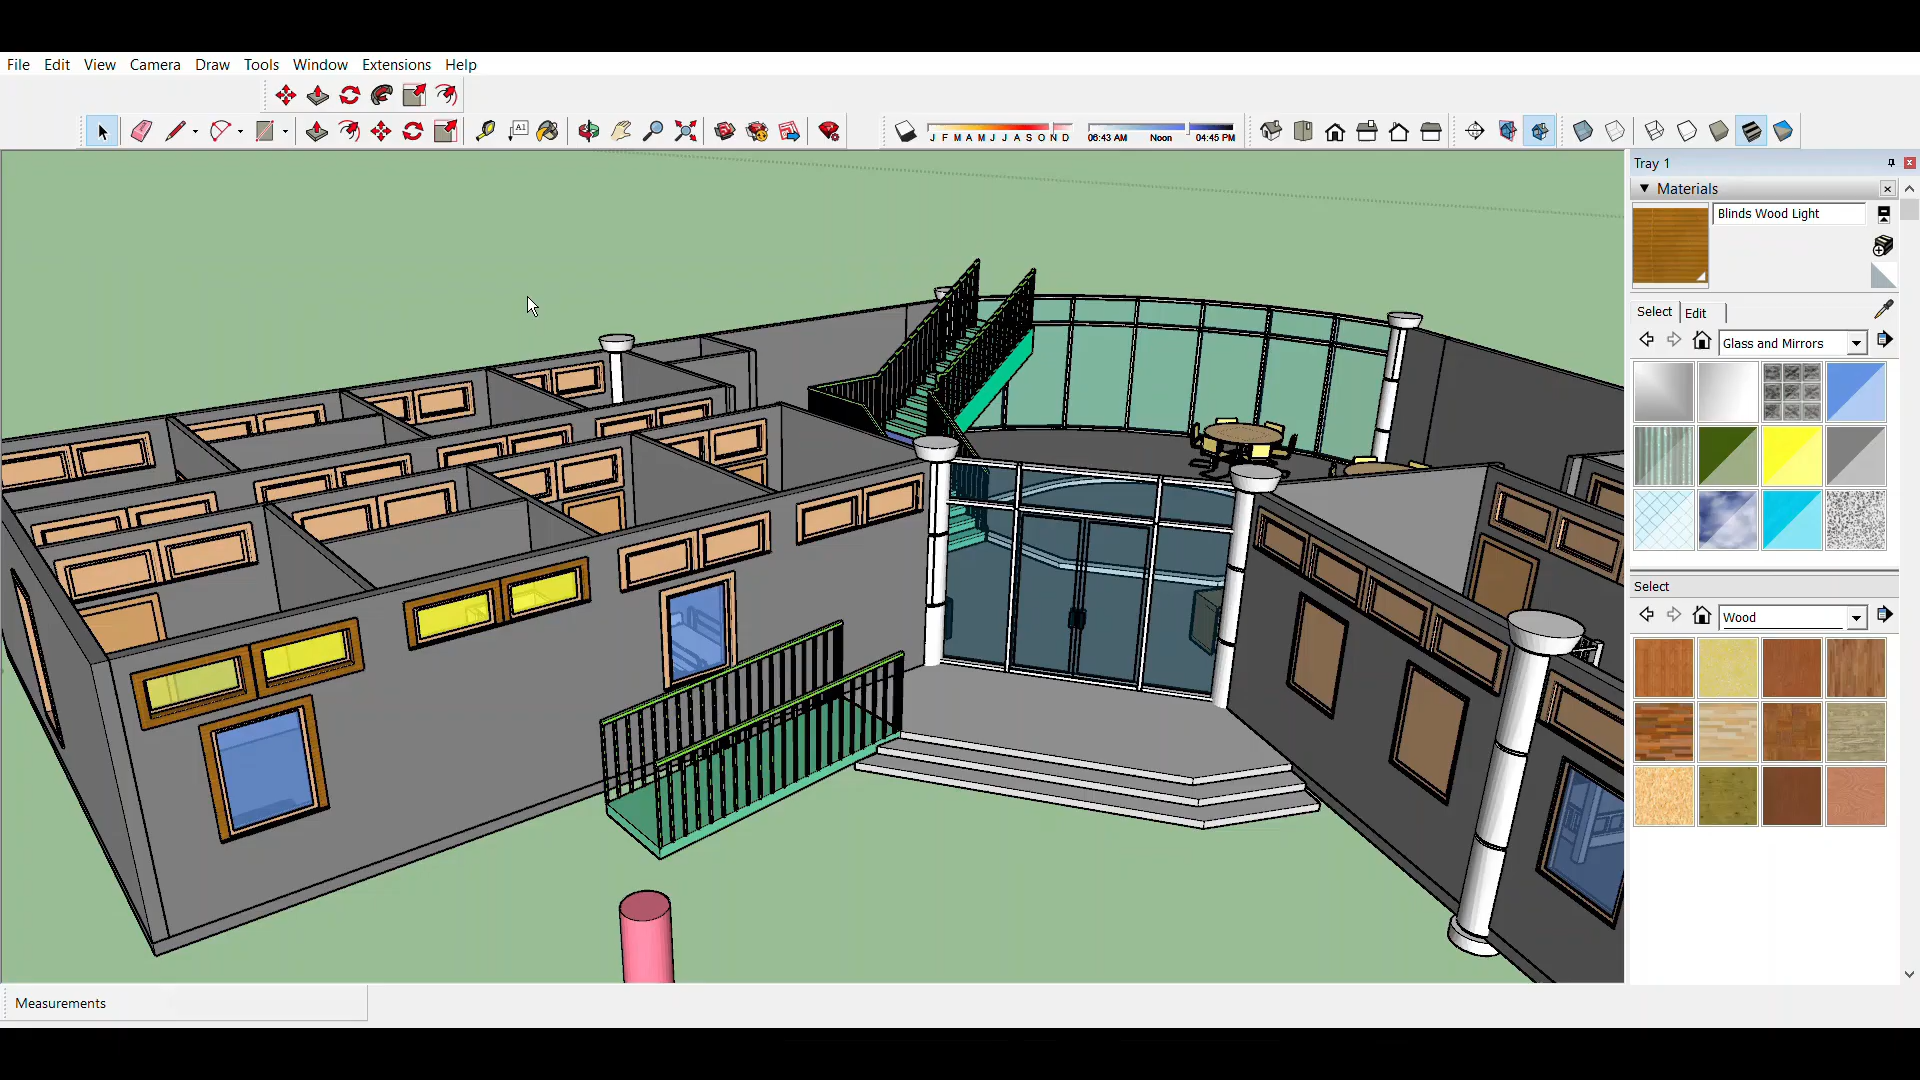 File Edit View Camera Draw Tools Window Extensions Help
A1
J F M A M J J A S O N D
06:43 AM Noon 04:45 PM
Tray 1
Materials
Blinds Wood Light
Select Edit
Glass and Mirrors
Select
Wood
Measurements